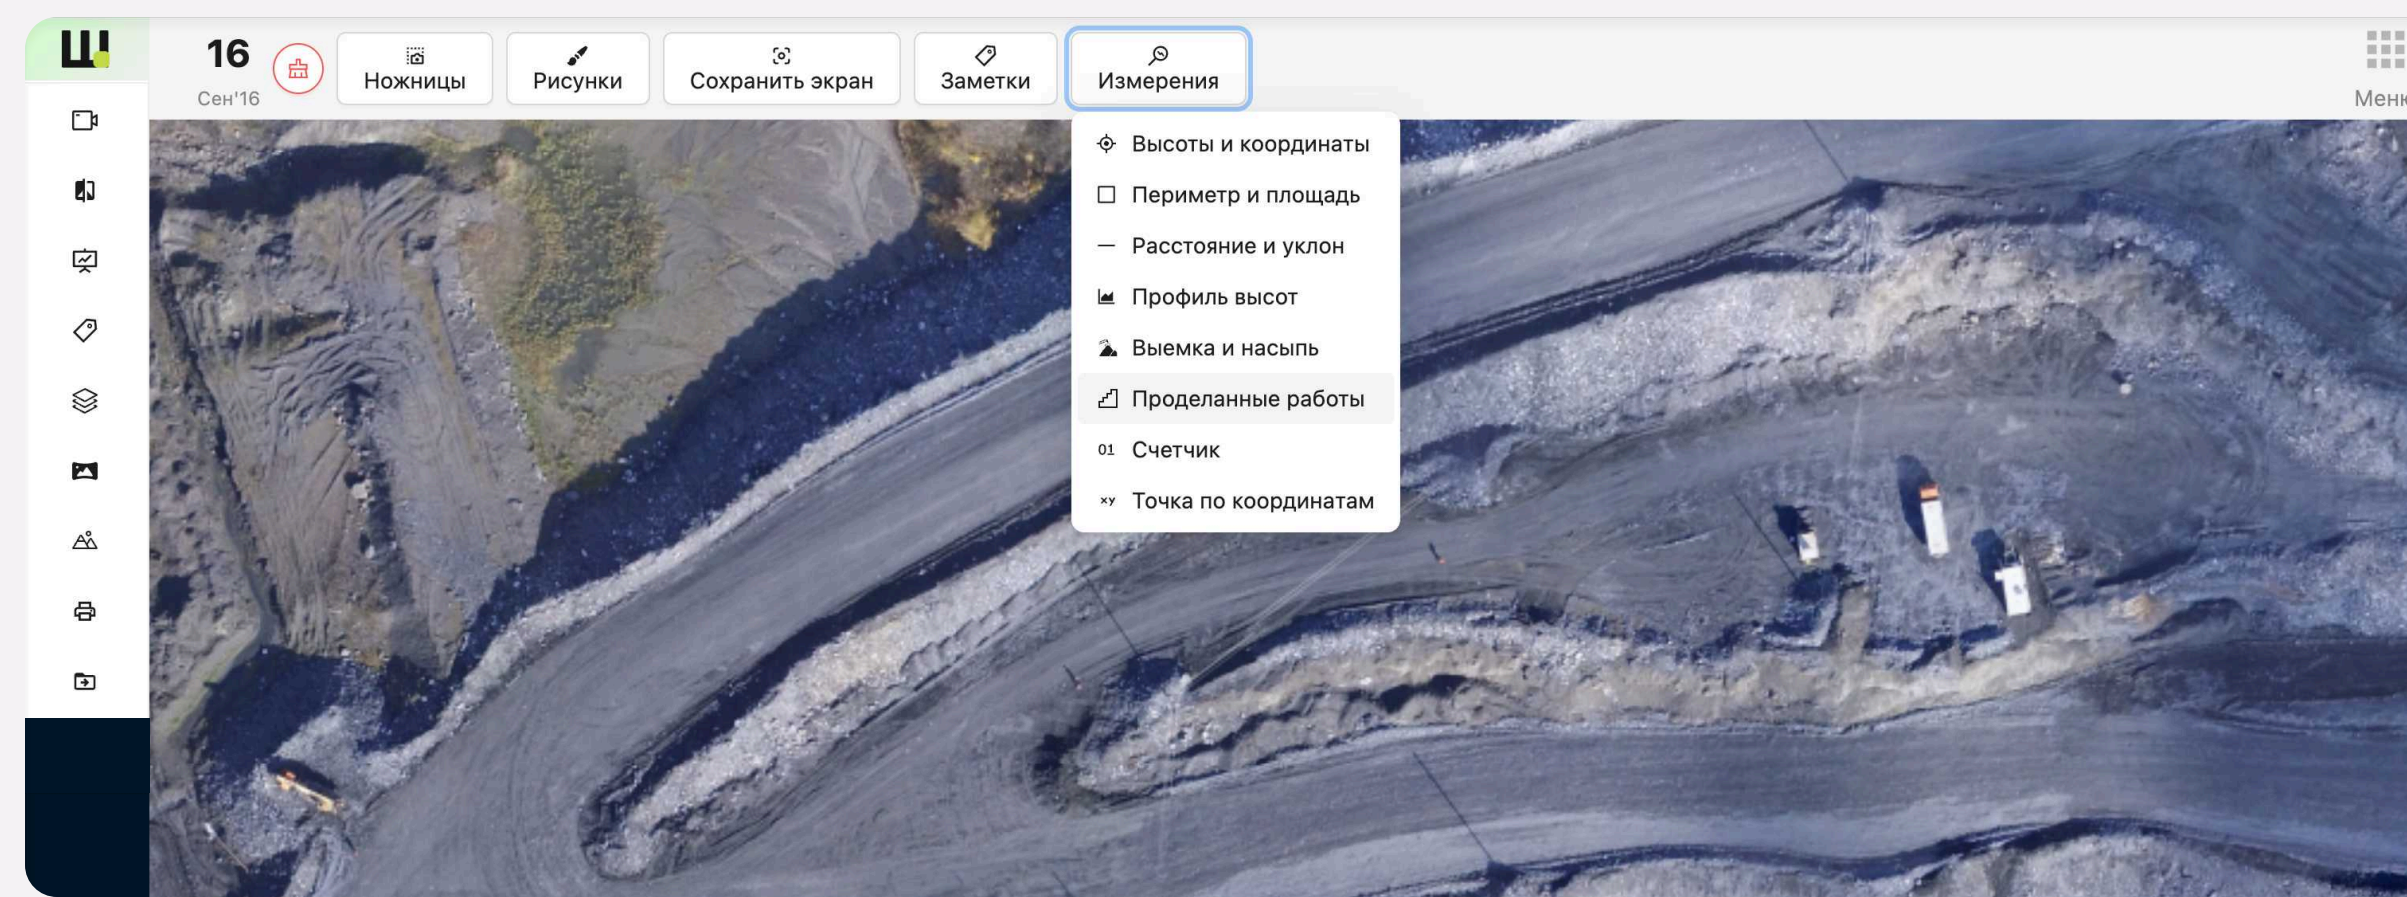 Ш
16
Сен'16
Ножницы
Рисунки
Сохранить экран
Заметки
Измерения
Высоты и координаты
Периметр и площадь
Расстояние и уклон
Профиль высот
Выемка и насыпь
Проделанные работы
01 Счетчик
xy Точка по координатам